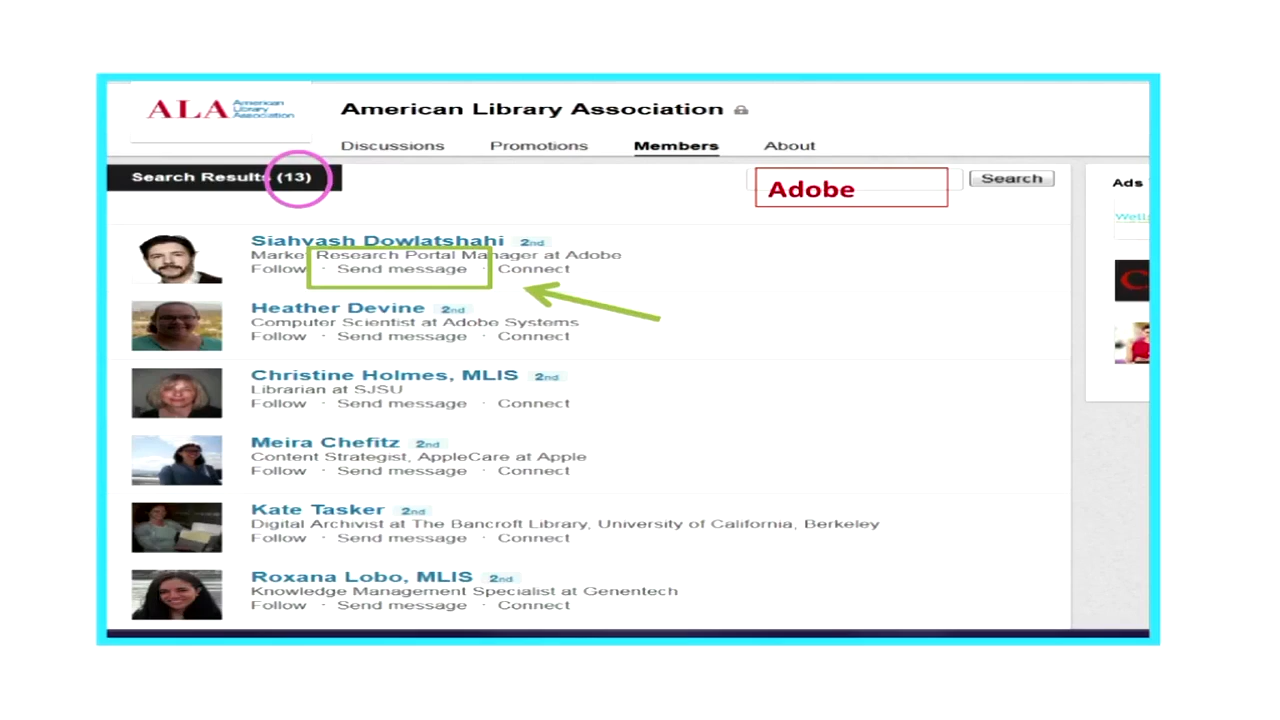 ALA American
Library
Association
American Library Association
Discussions Promotions Members About
Search Results (13)
Adobe
Search
Ads
Siahvash Dowlatshahi 2nd
Market Research Portal Manager at Adobe
Follow · Send message · Connect
Heather Devine 2nd
Computer Scientist at Adobe Systems
Follow · Send message · Connect
Christine Holmes, MLIS 2nd
Librarian at SJSU
Follow · Send message · Connect
Meira Chefitz 2nd
Content Strategist, AppleCare at Apple
Follow · Send message · Connect
Kate Tasker 2nd
Digital Archivist at The Bancroft Library, University of California, Berkeley
Follow · Send message · Connect
Roxana Lobo, MLIS 2nd
Knowledge Management Specialist at Genentech
Follow · Send message · Connect